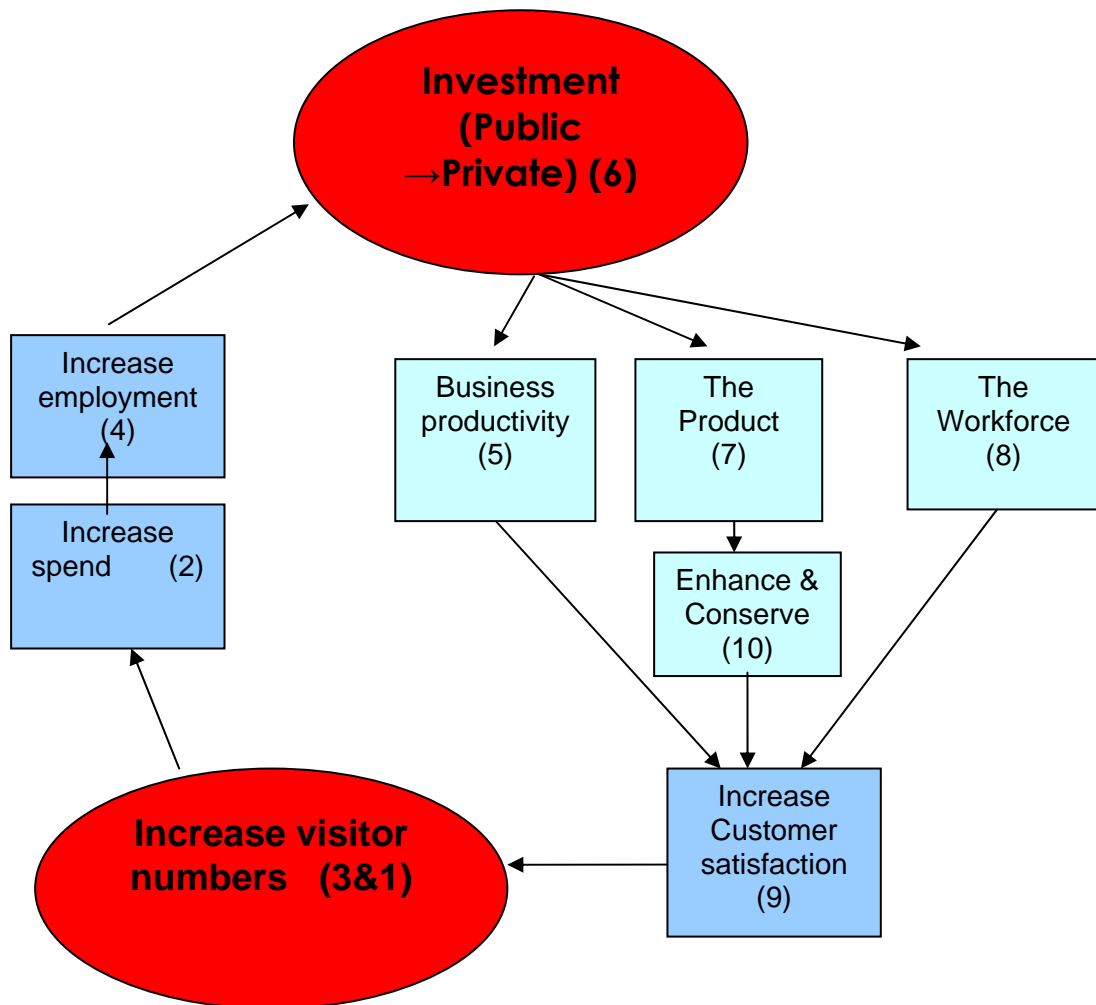 Investment
(Public
→Private) (6)
Increase
employment
(4)
Business
productivity
(5)
The
Product
(7)
The
Workforce
(8)
Increase
spend (2)
Enhance &
Conserve
(10)
Increase visitor
numbers (3&1)
Increase
Customer
satisfaction
(9)